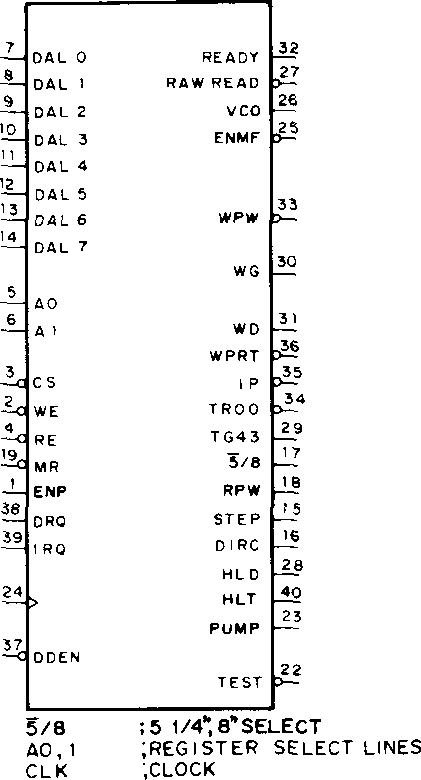 7 DAL 0 READY 32
8 DAL 1 RAW READ 27
9 DAL 2 VCO 26
10 DAL 3 ENMF 25
11 DAL 4
12 DAL 5
13 DAL 6 WPW 33
14 DAL 7
WG 30
5 A0
6 A1 WD 31
WPRT 36
3 CS IP 35
2 WE TROO 34
4 RE TG43 29
19 MR 5̅/8 17
1 ENP RPW 18
38 DRQ STEP 15
39 IRQ DIRC 16
HLD 28
24 HLT 40
PUMP 23
37 DDEN
TEST 22
5̅/8 ;5 1/4", 8" SELECT
A0,1 ;REGISTER SELECT LINES
CLK ;CLOCK